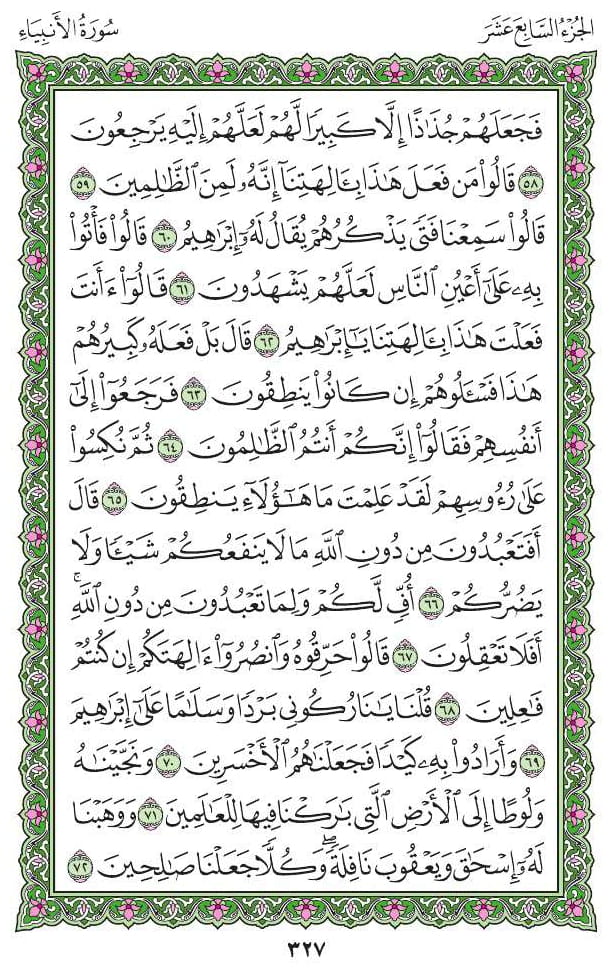 الجُزْءُ السَّابِعَ عَشَرَ
سُورَةُ الأَنبِيَاءِ
فَجَعَلَهُمْ جُذَٰذًا إِلَّا كَبِيرًا لَّهُمْ لَعَلَّهُمْ إِلَيْهِ يَرْجِعُونَ
٥٨ قَالُوا۟ مَن فَعَلَ هَٰذَا بِـَٔالِهَتِنَآ إِنَّهُۥ لَمِنَ ٱلظَّٰلِمِينَ ٥٩
قَالُوا۟ سَمِعْنَا فَتًى يَذْكُرُهُمْ يُقَالُ لَهُۥٓ إِبْرَٰهِيمُ ٦٠ قَالُوا۟ فَأْتُوا۟
بِهِۦ عَلَىٰٓ أَعْيُنِ ٱلنَّاسِ لَعَلَّهُمْ يَشْهَدُونَ ٦١ قَالُوٓا۟ ءَأَنتَ
فَعَلْتَ هَٰذَا بِـَٔالِهَتِنَا يَٰٓإِبْرَٰهِيمُ ٦٢ قَالَ بَلْ فَعَلَهُۥ كَبِيرُهُمْ
هَٰذَا فَسْـَٔلُوهُمْ إِن كَانُوا۟ يَنطِقُونَ ٦٣ فَرَجَعُوٓا۟ إِلَىٰٓ
أَنفُسِهِمْ فَقَالُوٓا۟ إِنَّكُمْ أَنتُمُ ٱلظَّٰلِمُونَ ٦٤ ثُمَّ نُكِسُوا۟
عَلَىٰ رُءُوسِهِمْ لَقَدْ عَلِمْتَ مَا هَٰٓؤُلَآءِ يَنطِقُونَ ٦٥ قَالَ
أَفَتَعْبُدُونَ مِن دُونِ ٱللَّهِ مَا لَا يَنفَعُكُمْ شَيْـًٔا وَلَا
يَضُرُّكُمْ ٦٦ أُفٍّ لَّكُمْ وَلِمَا تَعْبُدُونَ مِن دُونِ ٱللَّهِ ۖ
أَفَلَا تَعْقِلُونَ ٦٧ قَالُوا۟ حَرِّقُوهُ وَٱنصُرُوٓا۟ ءَالِهَتَكُمْ إِن كُنتُمْ
فَٰعِلِينَ ٦٨ قُلْنَا يَٰنَارُ كُونِى بَرْدًا وَسَلَٰمًا عَلَىٰٓ إِبْرَٰهِيمَ
٦٩ وَأَرَادُوا۟ بِهِۦ كَيْدًا فَجَعَلْنَٰهُمُ ٱلْأَخْسَرِينَ ٧٠ وَنَجَّيْنَٰهُ
وَلُوطًا إِلَى ٱلْأَرْضِ ٱلَّتِى بَٰرَكْنَا فِيهَا لِلْعَٰلَمِينَ ٧١ وَوَهَبْنَا
لَهُۥٓ إِسْحَٰقَ وَيَعْقُوبَ نَافِلَةً ۖ وَكُلًّا جَعَلْنَا صَٰلِحِينَ ٧٢
٣٢٧